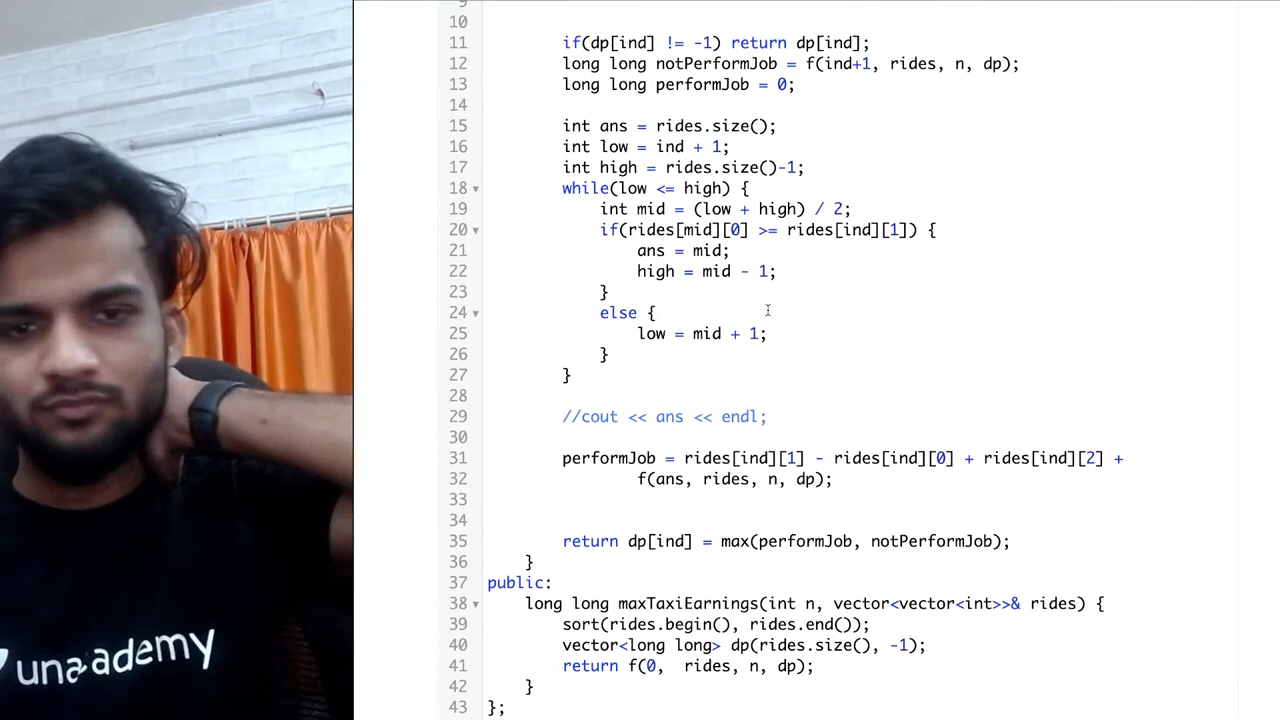 9
10
11 if(dp[ind] != -1) return dp[ind];
12 long long notPerformJob = f(ind+1, rides, n, dp);
13 long long performJob = 0;
14
15 int ans = rides.size();
16 int low = ind + 1;
17 int high = rides.size()-1;
18 while(low <= high) {
19 int mid = (low + high) / 2;
20 if(rides[mid][0] >= rides[ind][1]) {
21 ans = mid;
22 high = mid - 1;
23 }
24 else {
25 low = mid + 1;
26 }
27 }
28
29 //cout << ans << endl;
30
31 performJob = rides[ind][1] - rides[ind][0] + rides[ind][2] +
32 f(ans, rides, n, dp);
33
34
35 return dp[ind] = max(performJob, notPerformJob);
36 }
37 public:
38 long long maxTaxiEarnings(int n, vector<vector<int>>& rides) {
39 sort(rides.begin(), rides.end());
40 vector<long long> dp(rides.size(), -1);
41 return f(0, rides, n, dp);
42 }
43 };
unacademy